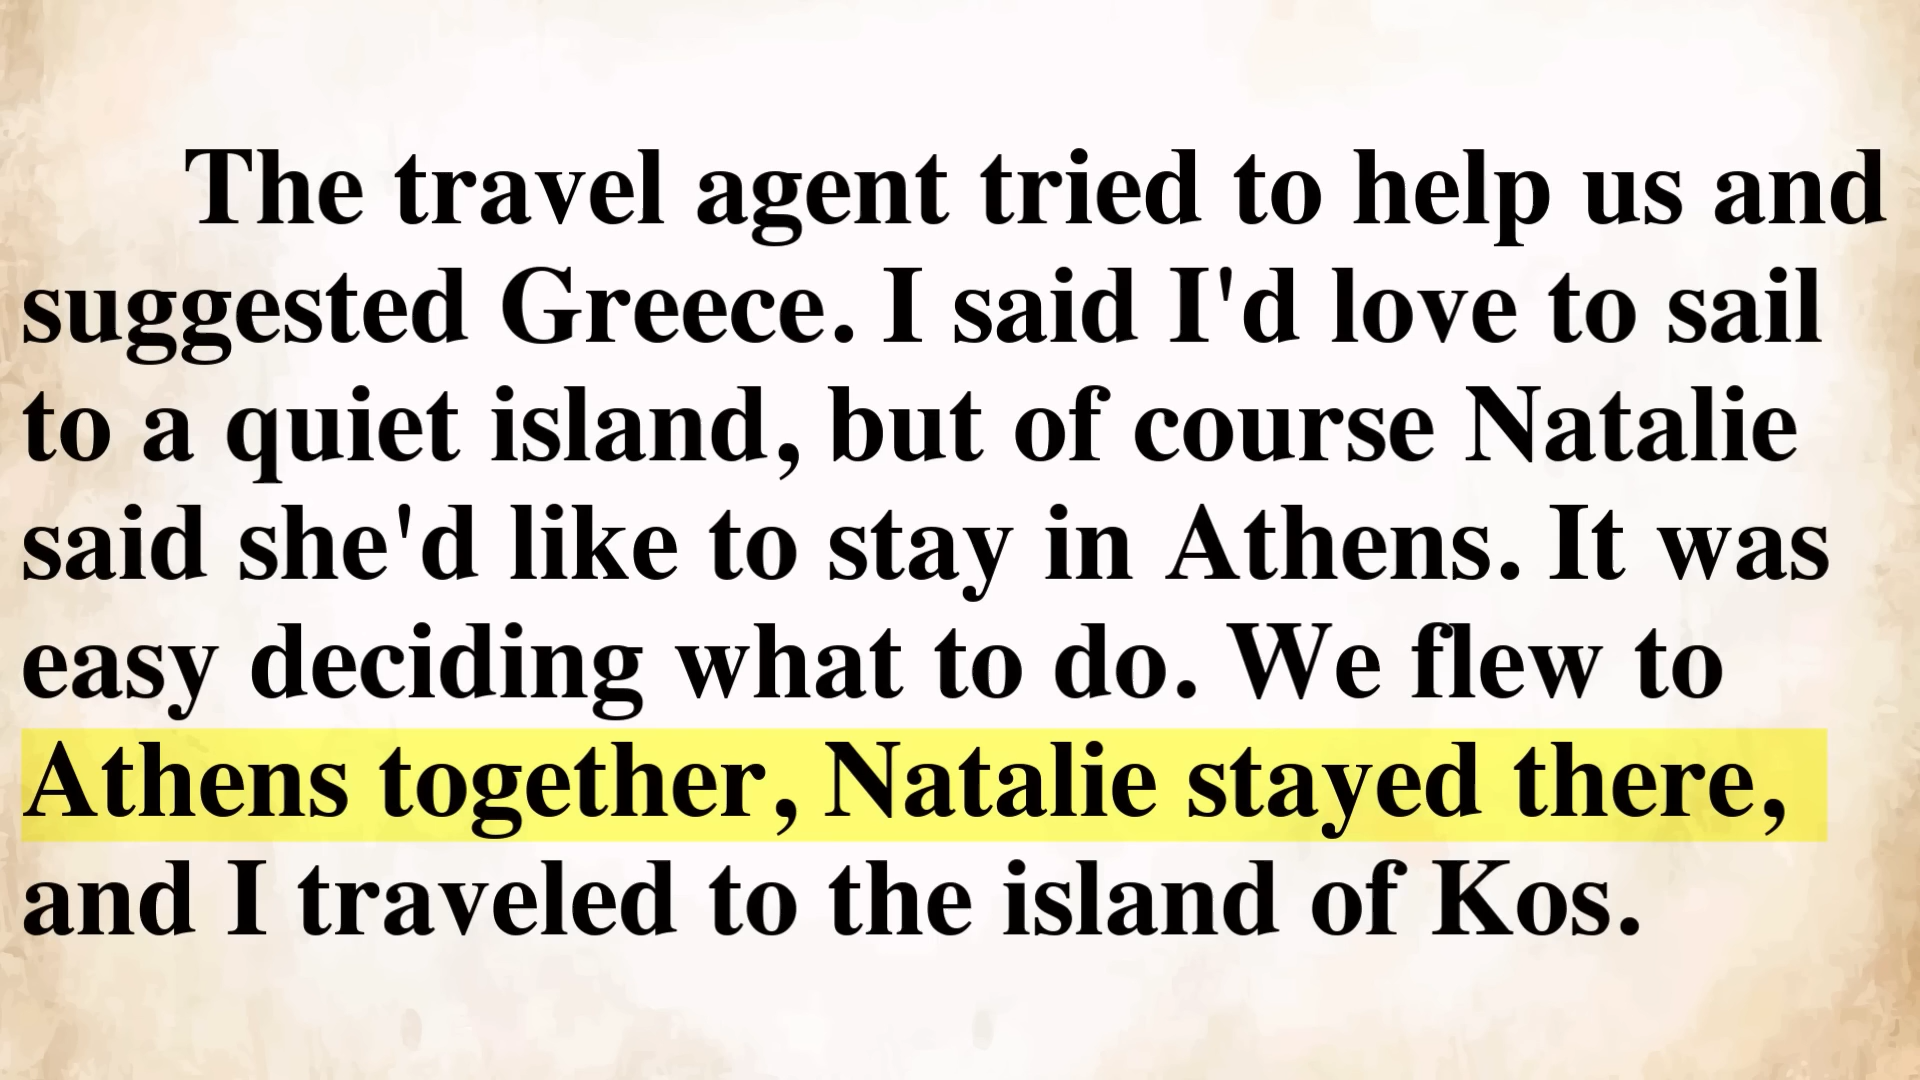 The travel agent tried to help us and
suggested Greece. I said I'd love to sail
to a quiet island, but of course Natalie
said she'd like to stay in Athens. It was
easy deciding what to do. We flew to
Athens together, Natalie stayed there,
and I traveled to the island of Kos.